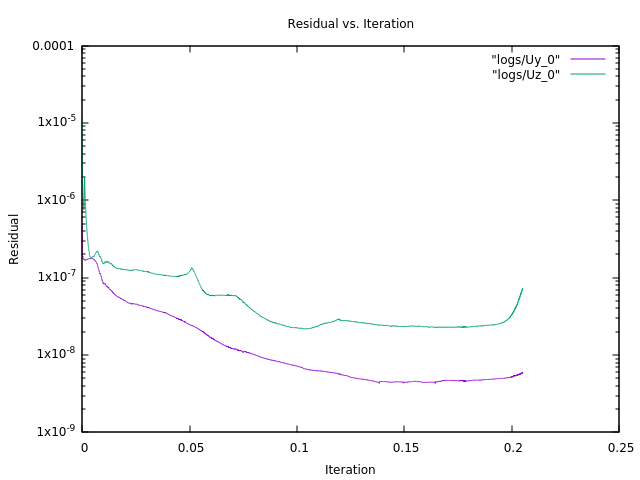 Residual vs. Iteration
0.0001
"logs/Uy_0"
"logs/Uz_0"
1x10-5
1x10-6
Residual
1x10-7
1x10-8
1x10-9
0 0.05 0.1 0.15 0.2 0.25
Iteration